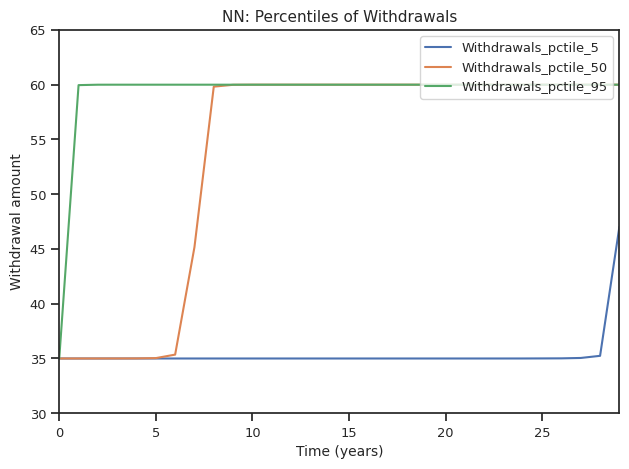 NN: Percentiles of Withdrawals
Withdrawal amount
65
60
55
50
45
40
35
30
Withdrawals_pctile_5
Withdrawals_pctile_50
Withdrawals_pctile_95
0 5 10 15 20 25
Time (years)